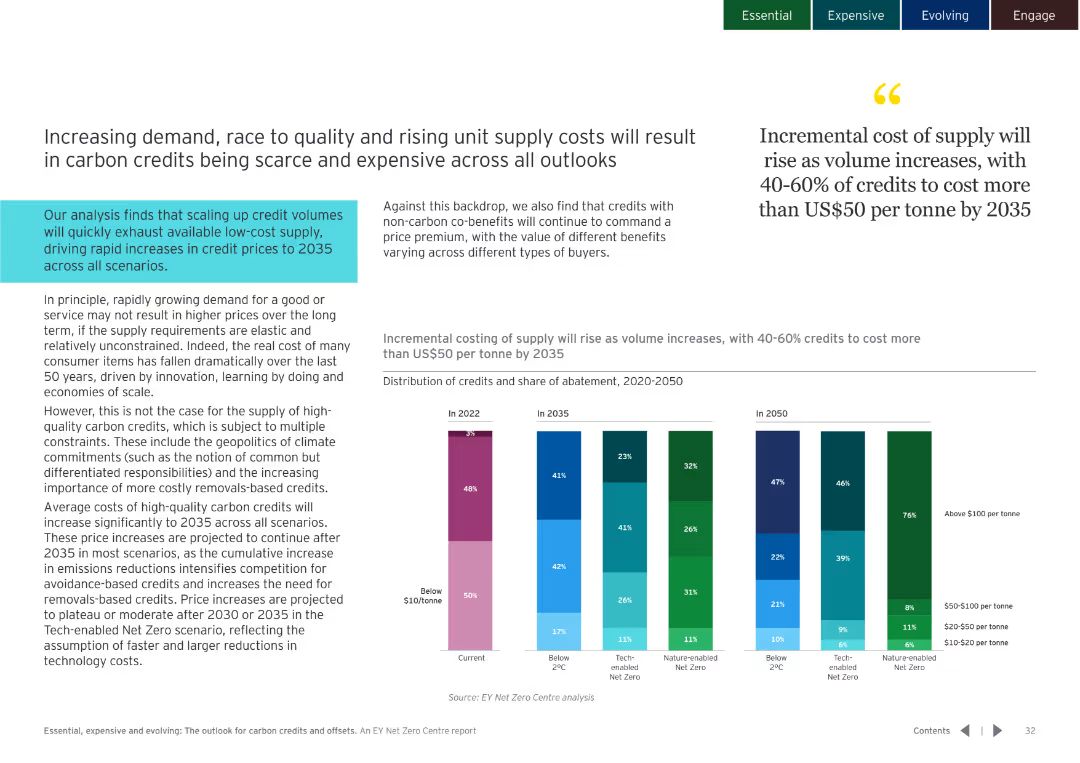 Essential
Expensive
Evolving
Engage
Increasing demand, race to quality and rising unit supply costs will result
in carbon credits being scarce and expensive across all outlooks
“
Incremental cost of supply will
rise as volume increases, with
40-60% of credits to cost more
than US$50 per tonne by 2035
Our analysis finds that scaling up credit volumes
will quickly exhaust available low-cost supply,
driving rapid increases in credit prices to 2035
across all scenarios.
In principle, rapidly growing demand for a good or
service may not result in higher prices over the long
term, if the supply requirements are elastic and
relatively unconstrained. Indeed, the real cost of many
consumer items has fallen dramatically over the last
50 years, driven by innovation, learning by doing and
economies of scale.
However, this is not the case for the supply of high-
quality carbon credits, which is subject to multiple
constraints. These include the geopolitics of climate
commitments (such as the notion of common but
differentiated responsibilities) and the increasing
importance of more costly removals-based credits.
Average costs of high-quality carbon credits will
increase significantly to 2035 across all scenarios.
These price increases are projected to continue after
2035 in most scenarios, as the cumulative increase
in emissions reductions intensifies competition for
avoidance-based credits and increases the need for
removals-based credits. Price increases are projected
to plateau or moderate after 2030 or 2035 in the
Tech-enabled Net Zero scenario, reflecting the
assumption of faster and larger reductions in
technology costs.
Against this backdrop, we also find that credits with
non-carbon co-benefits will continue to command a
price premium, with the value of different benefits
varying across different types of buyers.
Incremental costing of supply will rise as volume increases, with 40-60% credits to cost more
than US$50 per tonne by 2035
Distribution of credits and share of abatement, 2020-2050
In 2022
In 2035
In 2050
3%
48%
50%
Below
$10/tonne
Current
41%
42%
17%
Below
2°C
23%
41%
26%
11%
Tech-
enabled
Net Zero
32%
26%
31%
11%
Nature-enabled
Net Zero
47%
22%
21%
10%
Below
2°C
46%
39%
9%
6%
Tech-
enabled
Net Zero
76%
8%
11%
6%
Nature-enabled
Net Zero
Above $100 per tonne
$50-$100 per tonne
$20-$50 per tonne
$10-$20 per tonne
Source: EY Net Zero Centre analysis
Essential, expensive and evolving: The outlook for carbon credits and offsets. An EY Net Zero Centre report
Contents
|
32